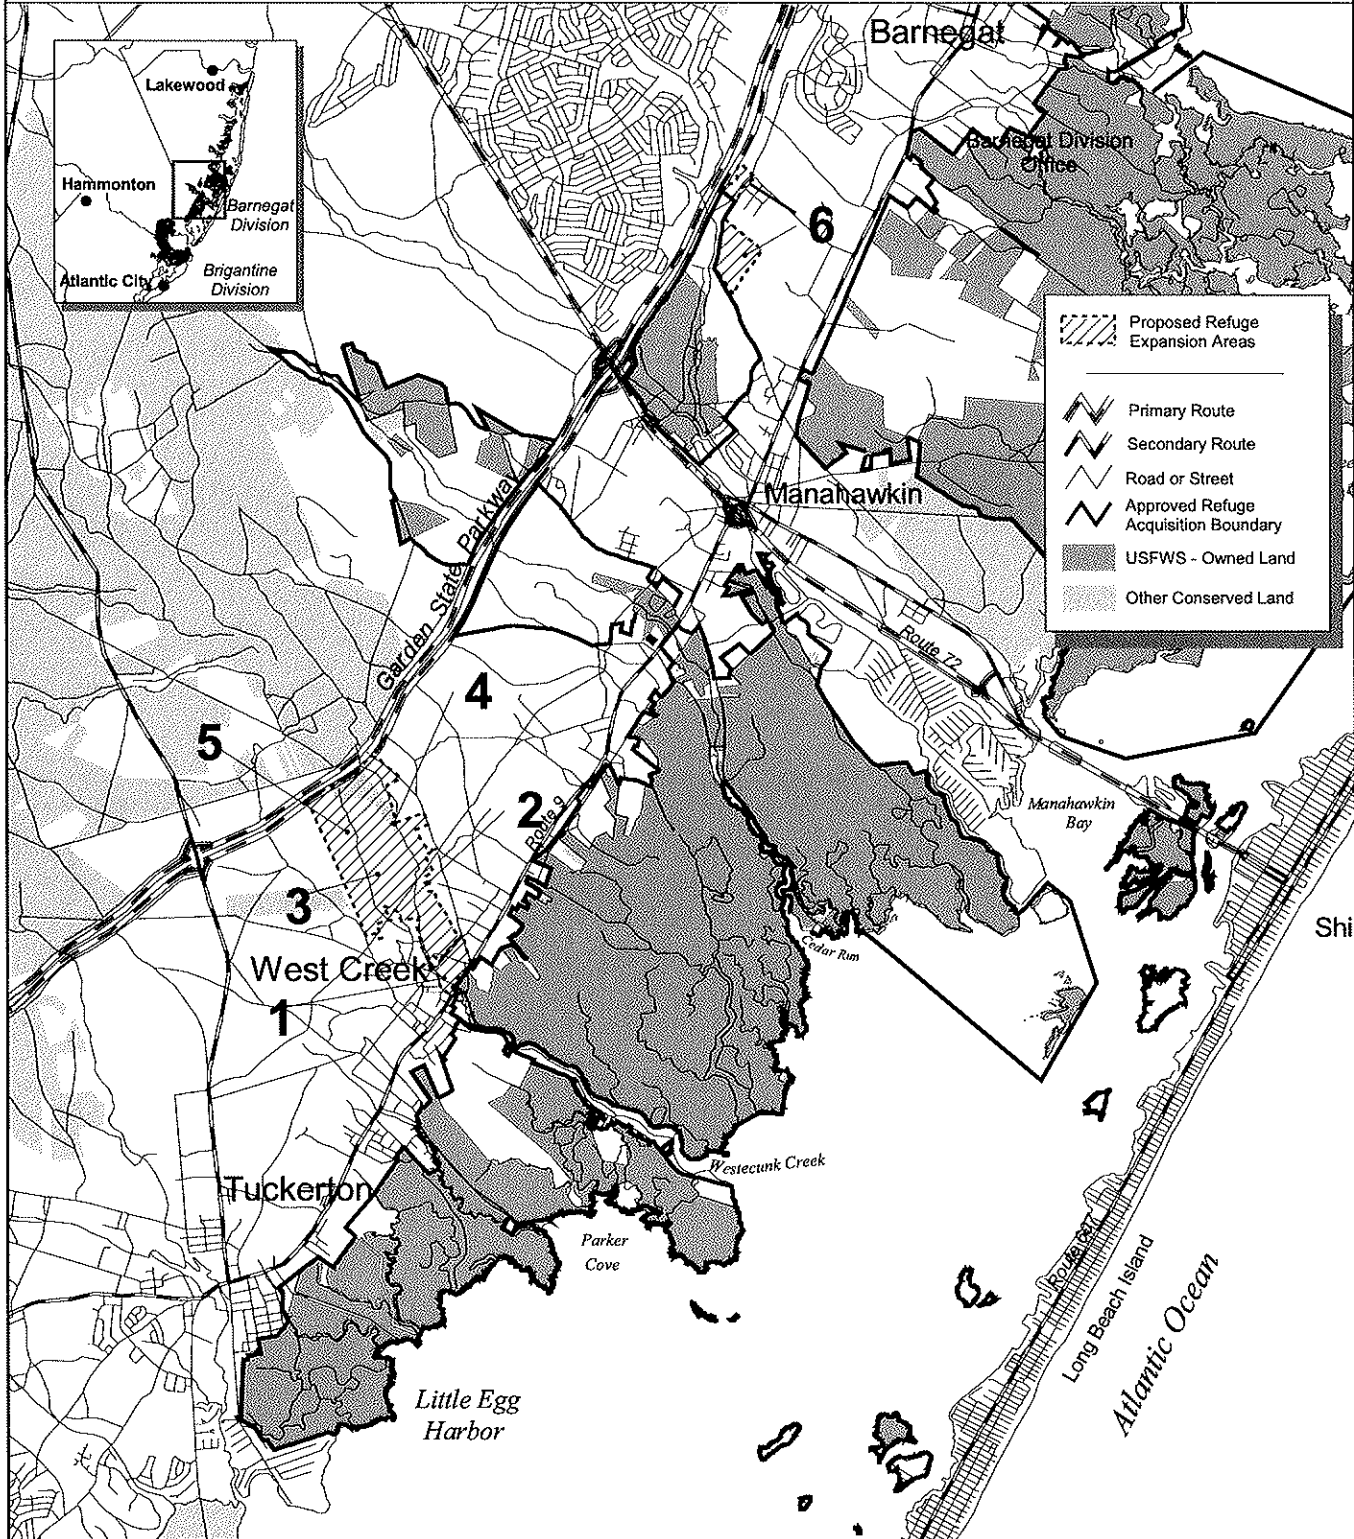 Barnegat
Lakewood
Hammonton
Barnegat
Division
Atlantic City
Brigantine
Division
Barnegat Division
Office
6
Proposed Refuge
Expansion Areas
Primary Route
Secondary Route
Road or Street
Approved Refuge
Acquisition Boundary
USFWS - Owned Land
Other Conserved Land
Manahawkin
Garden State Parkway
Route 72
4
5
2
Route 9
Manahawkin
Bay
3
Shi
Cedar Run
West Creek
1
Westecunk Creek
Tuckerton
Parker
Cove
Long Beach Island
Atlantic Ocean
Little Egg
Harbor